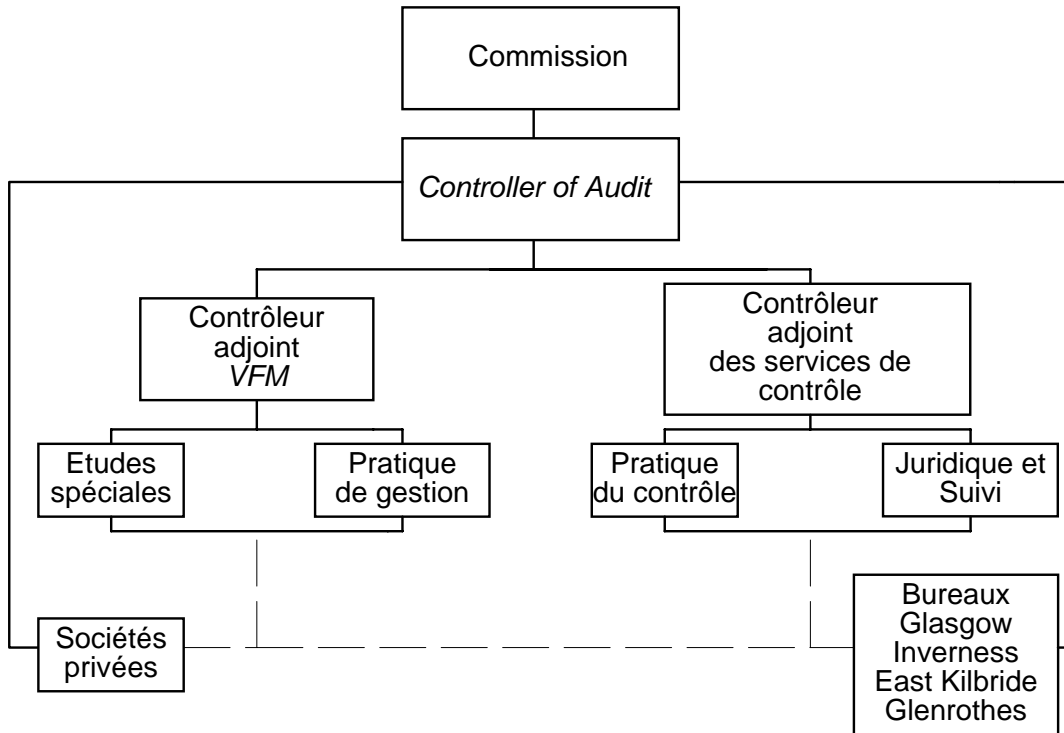 Commission
Controller of Audit
Contrôleur
adjoint
VFM
Contrôleur
adjoint
des services de
contrôle
Etudes
spéciales
Pratique
de gestion
Pratique
du contrôle
Juridique et
Suivi
Sociétés
privées
Bureaux
Glasgow
Inverness
East Kilbride
Glenrothes